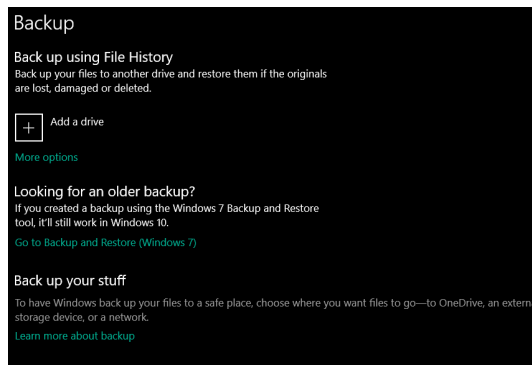 Backup
Back up using File History
Back up your files to another drive and restore them if the originals
are lost, damaged or deleted.
Add a drive
More options
Looking for an older backup?
If you created a backup using the Windows 7 Backup and Restore
tool, it'll still work in Windows 10.
Go to Backup and Restore (Windows 7)
Back up your stuff
To have Windows back up your files to a safe place, choose where you want files to go—to OneDrive, an externa
storage device, or a network.
Learn more about backup